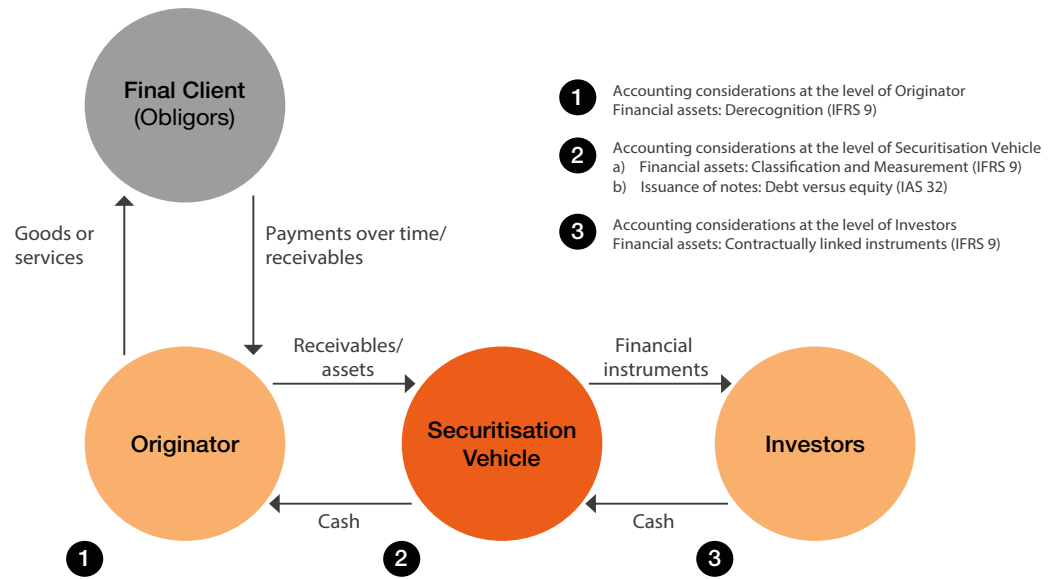 Final Client
(Obligors)
1
Accounting considerations at the level of Originator
Financial assets: Derecognition (IFRS 9)
2
Accounting considerations at the level of Securitisation Vehicle
a) Financial assets: Classification and Measurement (IFRS 9)
b) Issuance of notes: Debt versus equity (IAS 32)
3
Accounting considerations at the level of Investors
Financial assets: Contractually linked instruments (IFRS 9)
Goods or
services
Payments over time/
receivables
Receivables/
assets
Financial
instruments
Originator
Securitisation
Vehicle
Investors
Cash
Cash
1
2
3